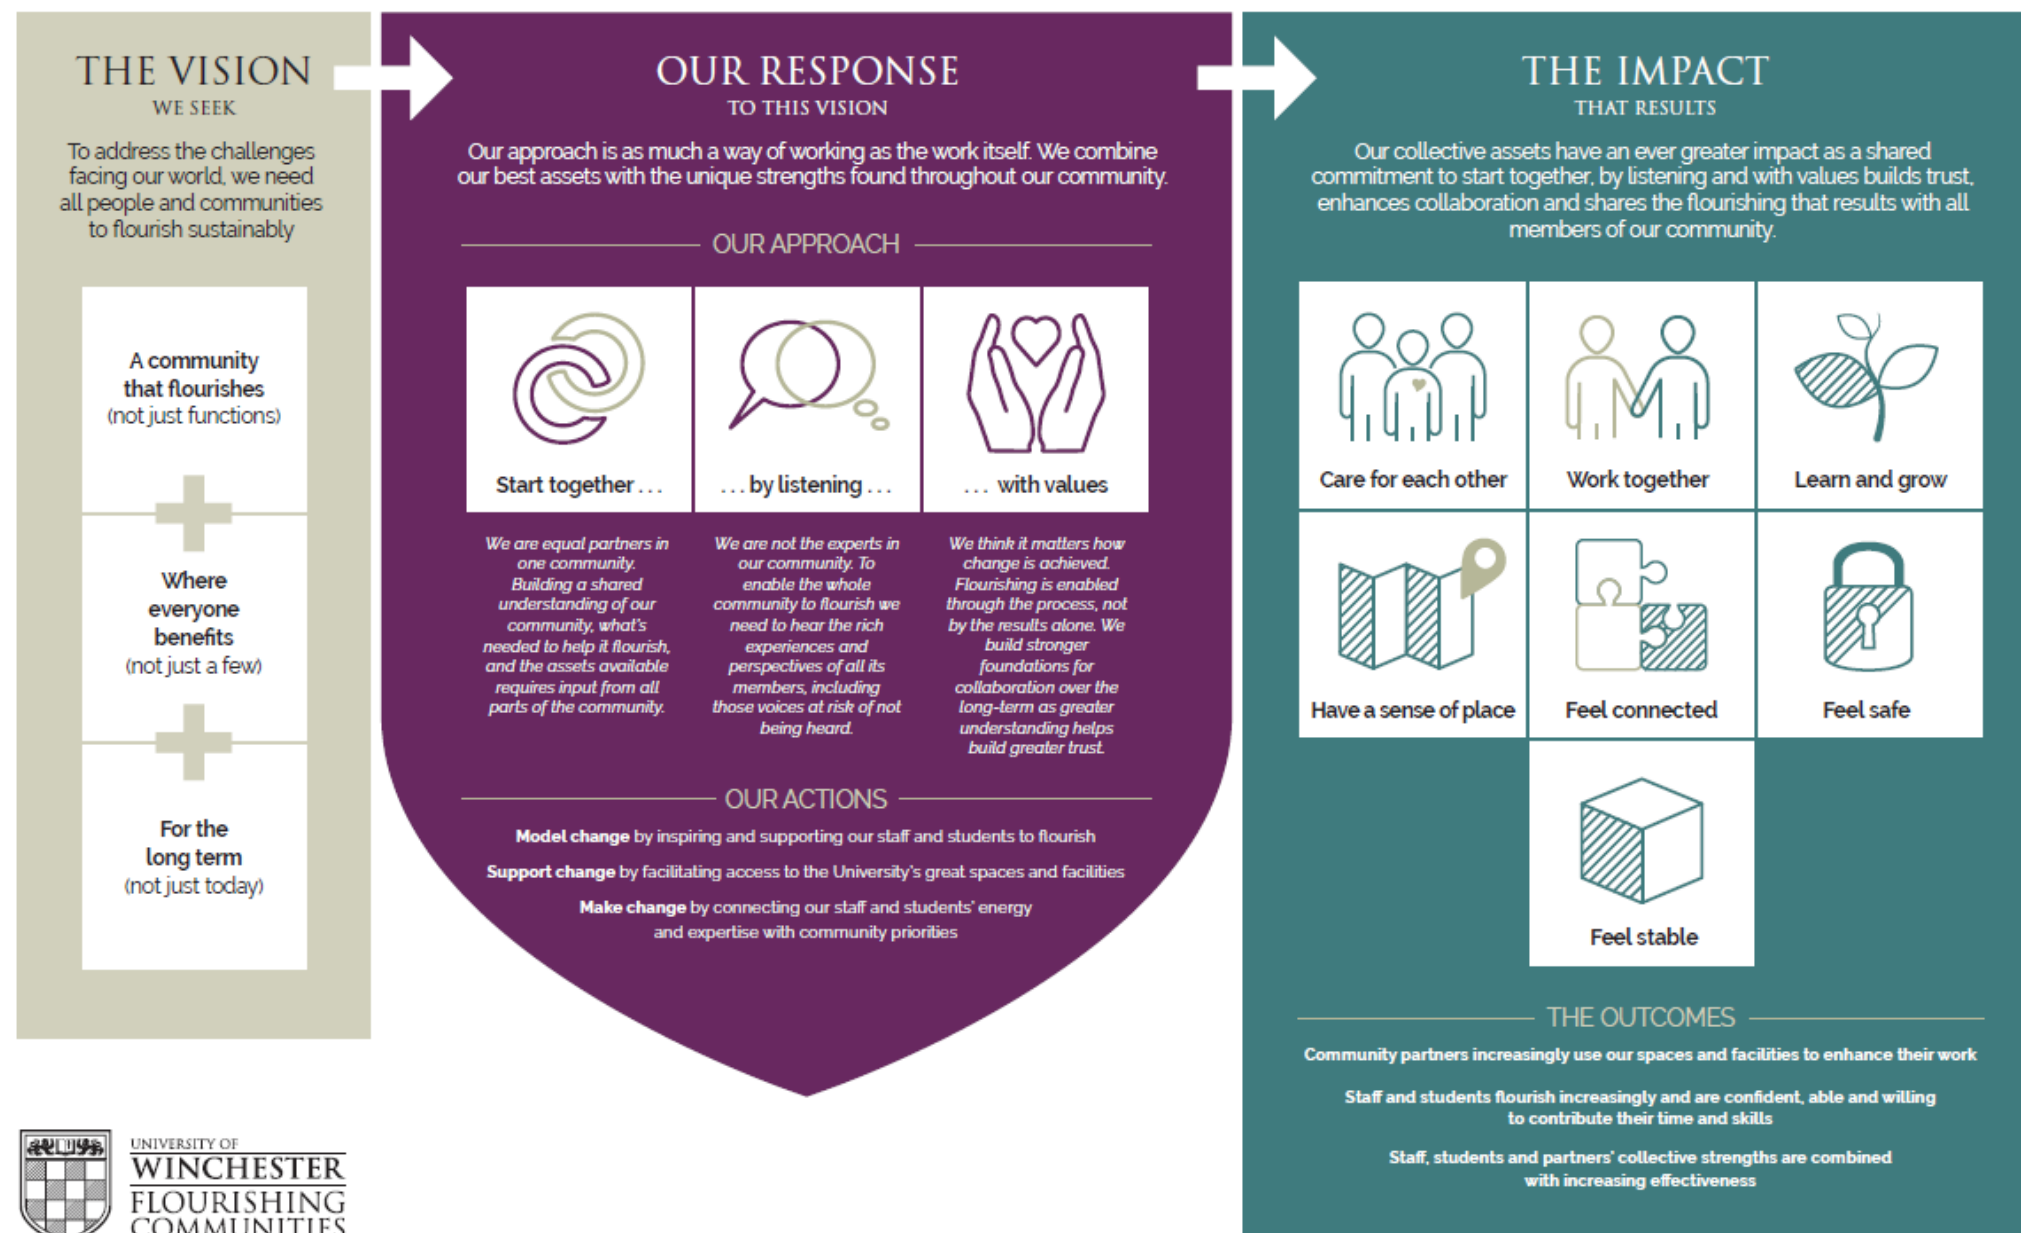 THE VISION
WE SEEK
To address the challenges
facing our world, we need
all people and communities
to flourish sustainably
A community
that flourishes
(not just functions)
Where
everyone
benefits
(not just a few)
For the
long term
(not just today)
OUR RESPONSE
TO THIS VISION
Our approach is as much a way of working as the work itself. We combine
our best assets with the unique strengths found throughout our community.
OUR APPROACH
Start together . . .
We are equal partners in
one community.
Building a shared
understanding of our
community, what's
needed to help it flourish,
and the assets available
requires input from all
parts of the community.
. . . by listening . . .
We are not the experts in
our community. To
enable the whole
community to flourish we
need to hear the rich
experiences and
perspectives of all its
members, including
those voices at risk of not
being heard.
. . . with values
We think it matters how
change is achieved.
Flourishing is enabled
through the process, not
by the results alone. We
build stronger
foundations for
collaboration over the
long-term as greater
understanding helps
build greater trust.
OUR ACTIONS
Model change by inspiring and supporting our staff and students to flourish
Support change by facilitating access to the University's great spaces and facilities
Make change by connecting our staff and students' energy
and expertise with community priorities
THE IMPACT
THAT RESULTS
Our collective assets have an ever greater impact as a shared
commitment to start together, by listening and with values builds trust,
enhances collaboration and shares the flourishing that results with all
members of our community.
Care for each other
Work together
Learn and grow
Have a sense of place
Feel connected
Feel safe
Feel stable
THE OUTCOMES
Community partners increasingly use our spaces and facilities to enhance their work
Staff and students flourish increasingly and are confident, able and willing
to contribute their time and skills
Staff, students and partners' collective strengths are combined
with increasing effectiveness
UNIVERSITY OF
WINCHESTER
FLOURISHING
COMMUNITIES